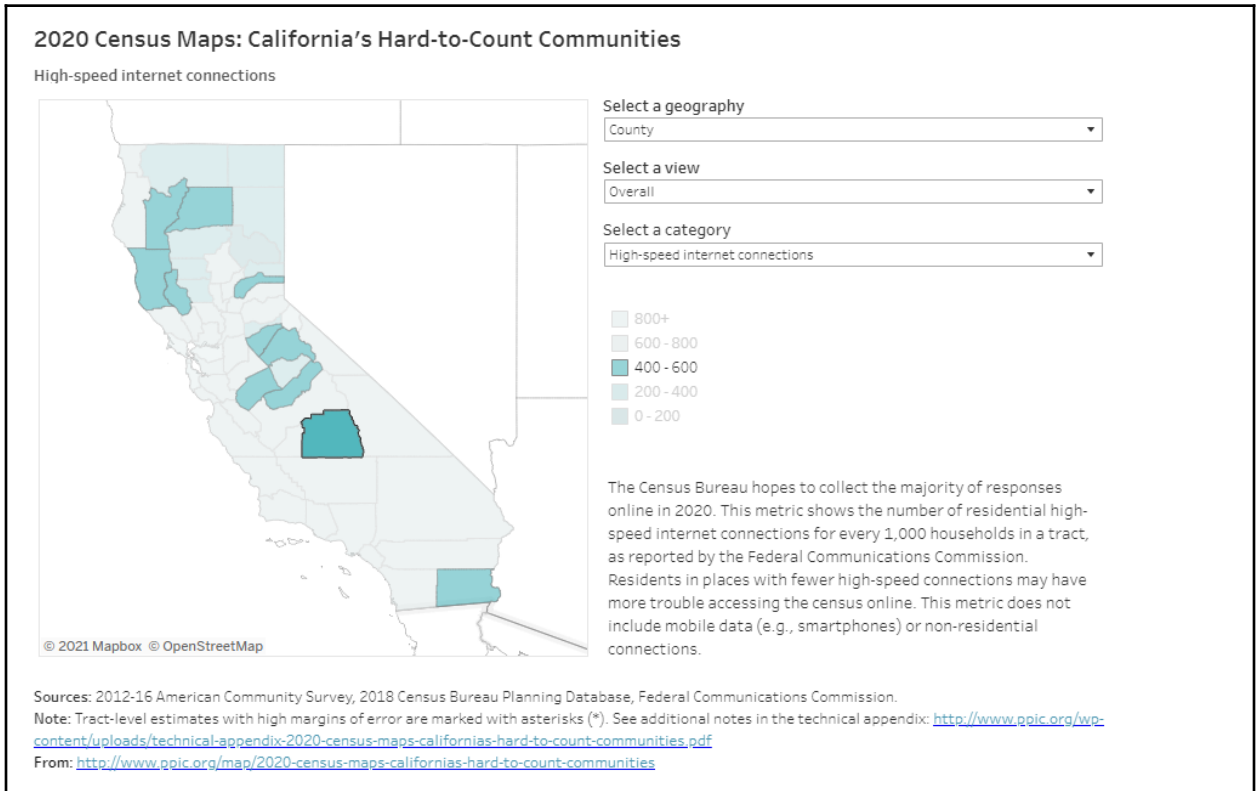 2020 Census Maps: California's Hard-to-Count Communities
High-speed internet connections
Select a geography
County
Select a view
Overall
Select a category
High-speed internet connections
800+
600 - 800
400 - 600
200 - 400
0 - 200
The Census Bureau hopes to collect the majority of responses
online in 2020. This metric shows the number of residential high-
speed internet connections for every 1,000 households in a tract,
as reported by the Federal Communications Commission.
Residents in places with fewer high-speed connections may have
more trouble accessing the census online. This metric does not
include mobile data (e.g., smartphones) or non-residential
connections.
© 2021 Mapbox © OpenStreetMap
Sources: 2012-16 American Community Survey, 2018 Census Bureau Planning Database, Federal Communications Commission.
Note: Tract-level estimates with high margins of error are marked with asterisks (*). See additional notes in the technical appendix: http://www.ppic.org/wp-
content/uploads/technical-appendix-2020-census-maps-californias-hard-to-count-communities.pdf
From: http://www.ppic.org/map/2020-census-maps-californias-hard-to-count-communities